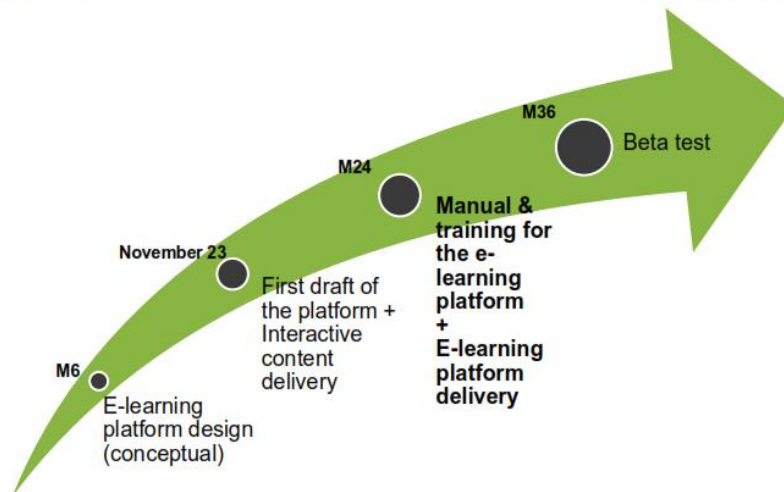 M6
E-learning
platform design
(conceptual)
November 23
First draft of
the platform +
Interactive
content
delivery
M24
Manual &
training for
the e-
learning
platform
+
E-learning
platform
delivery
M36
Beta test